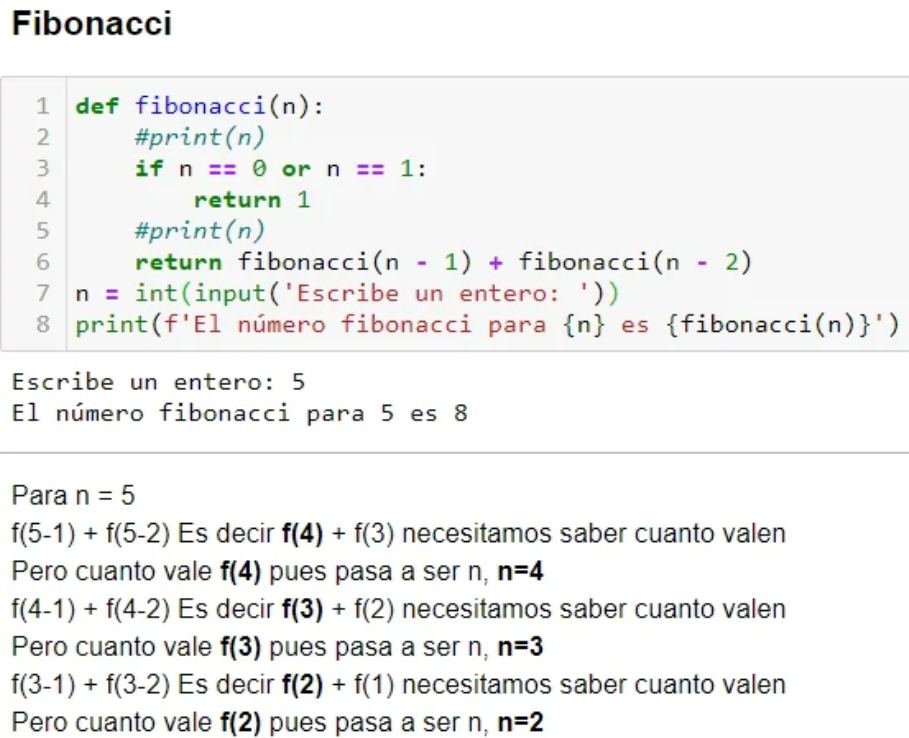 Fibonacci
1 def fibonacci(n):
2 #print(n)
3 if n == 0 or n == 1:
4 return 1
5 #print(n)
6 return fibonacci(n - 1) + fibonacci(n - 2)
7 n = int(input('Escribe un entero: '))
8 print(f'El número fibonacci para {n} es {fibonacci(n)}')
Escribe un entero: 5
El número fibonacci para 5 es 8
Para n = 5
f(5-1) + f(5-2) Es decir f(4) + f(3) necesitamos saber cuanto valen
Pero cuanto vale f(4) pues pasa a ser n, n=4
f(4-1) + f(4-2) Es decir f(3) + f(2) necesitamos saber cuanto valen
Pero cuanto vale f(3) pues pasa a ser n, n=3
f(3-1) + f(3-2) Es decir f(2) + f(1) necesitamos saber cuanto valen
Pero cuanto vale f(2) pues pasa a ser n, n=2